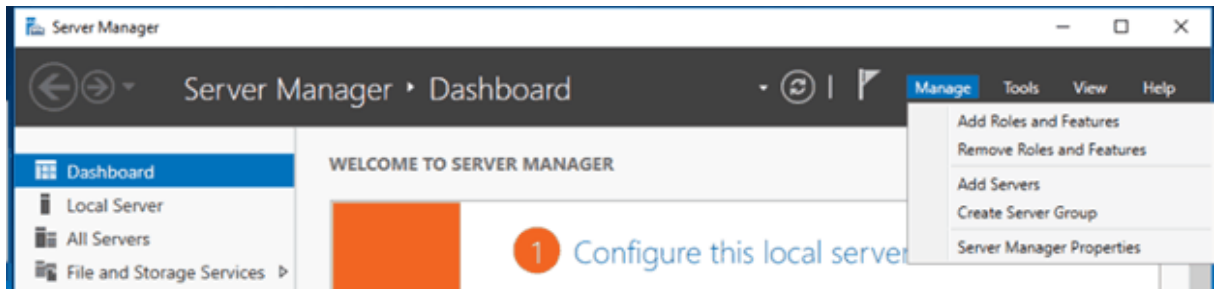 Server Manager
Server Manager • Dashboard
Manage Tools View Help
Add Roles and Features
Remove Roles and Features
Add Servers
Create Server Group
Server Manager Properties
Dashboard
Local Server
All Servers
File and Storage Services
WELCOME TO SERVER MANAGER
1 Configure this local server